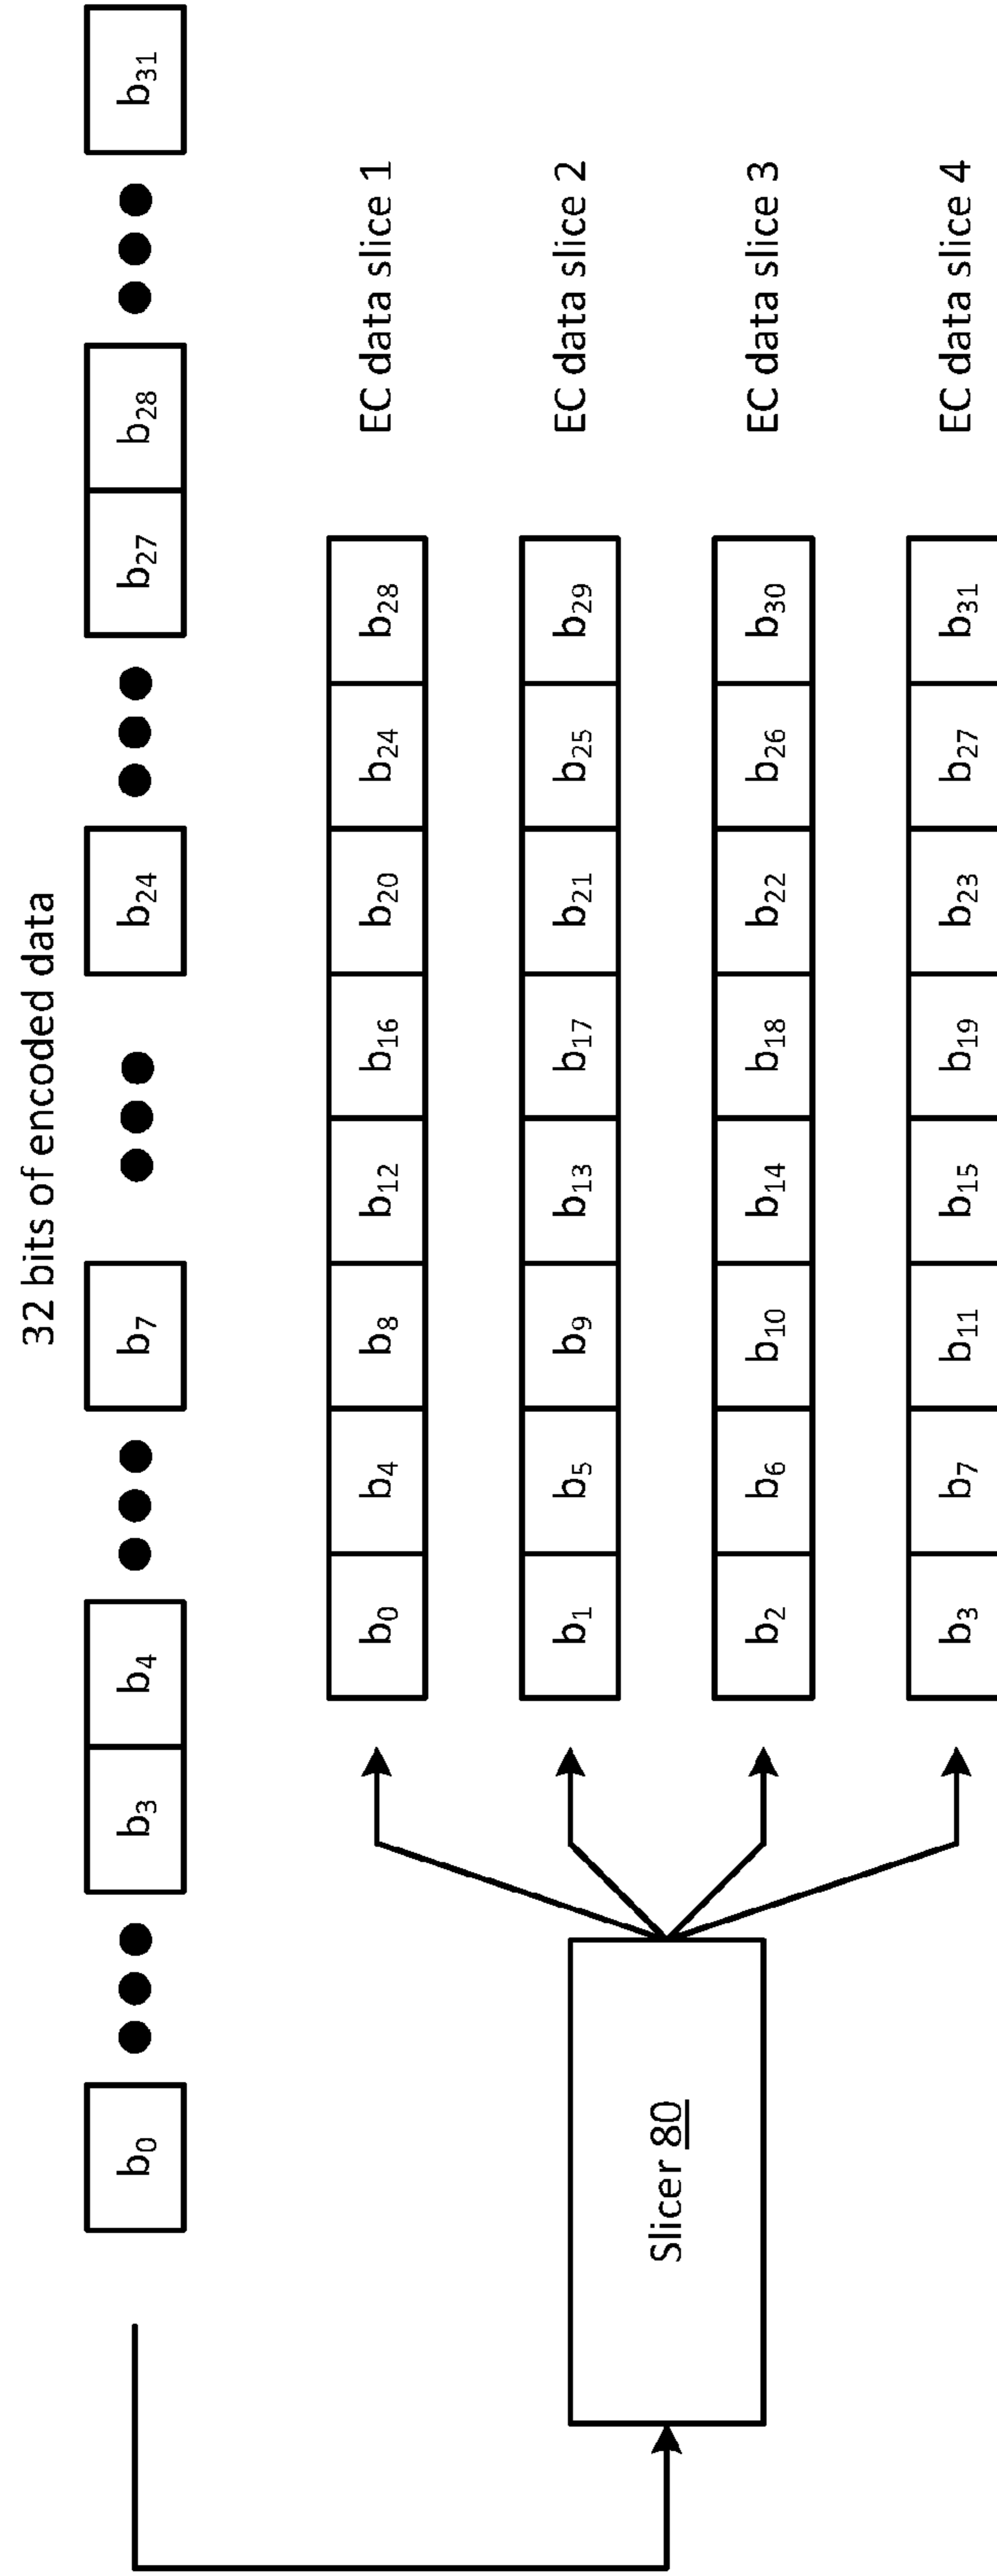 32 bits of encoded data
b0 b3 b4 b7 b24 b27 b28 b31
b0 b4 b8 b12 b16 b20 b24 b28 EC data slice 1
b1 b5 b9 b13 b17 b21 b25 b29 EC data slice 2
Slicer 80
b2 b6 b10 b14 b18 b22 b26 b30 EC data slice 3
b3 b7 b11 b15 b19 b23 b27 b31 EC data slice 4